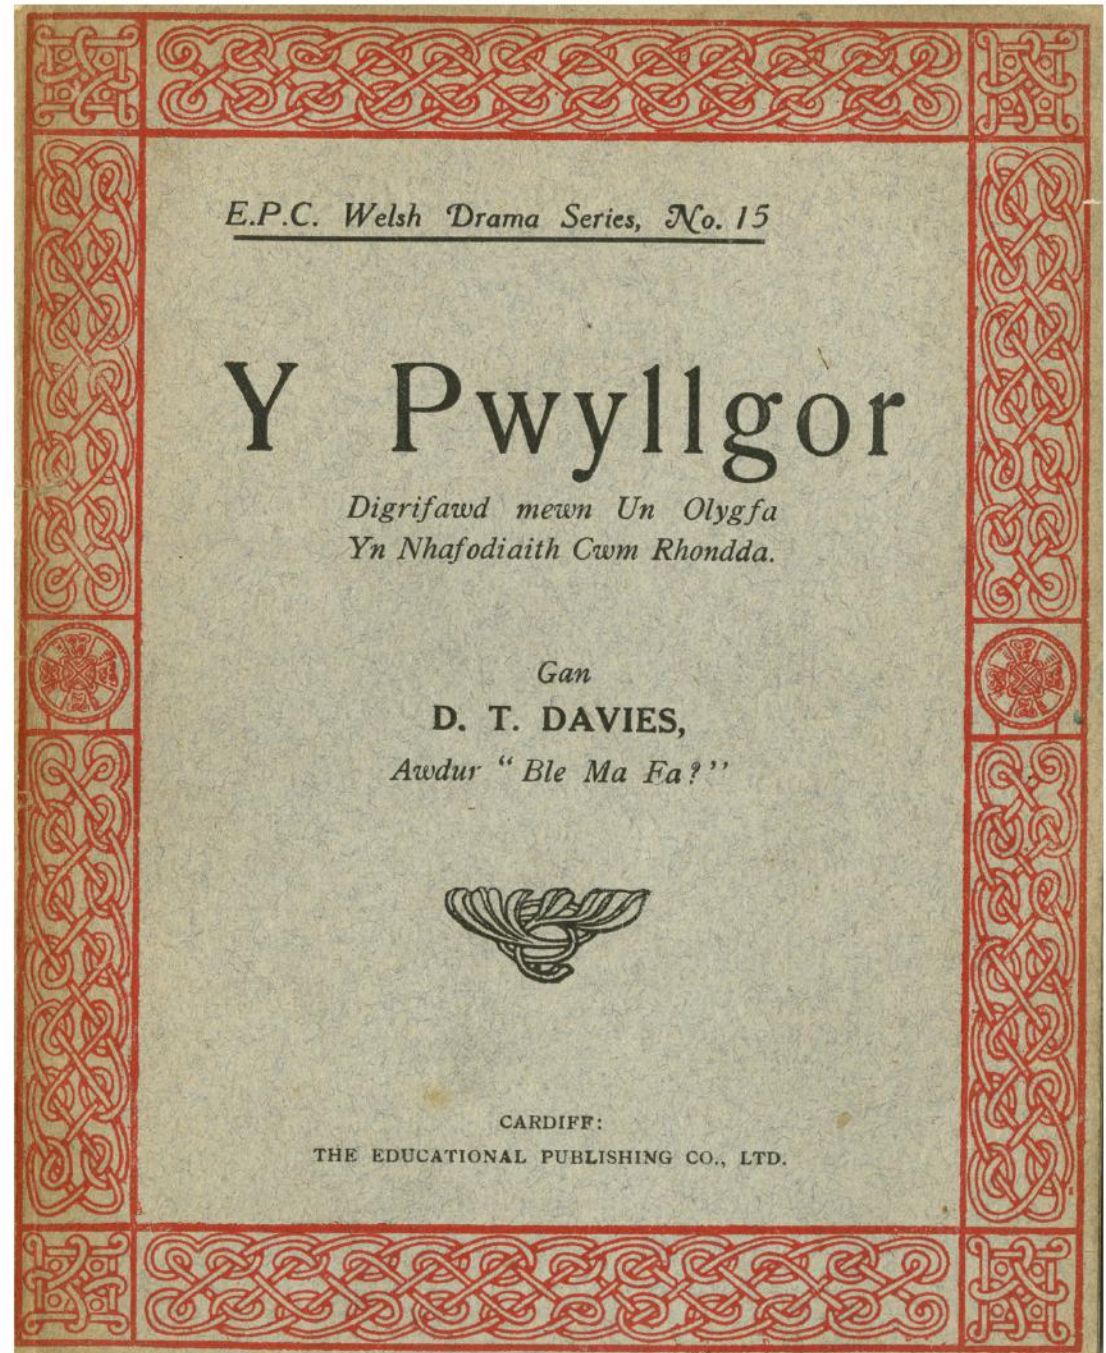 E.P.C. Welsh Drama Series, No. 15
Y Pwyllgor
Digrifawd mewn Un Olygfa
Yn Nhafodiaith Cwm Rhondda.
Gan
D. T. DAVIES,
Awdur “Ble Ma Fa?”
CARDIFF:
THE EDUCATIONAL PUBLISHING CO., LTD.